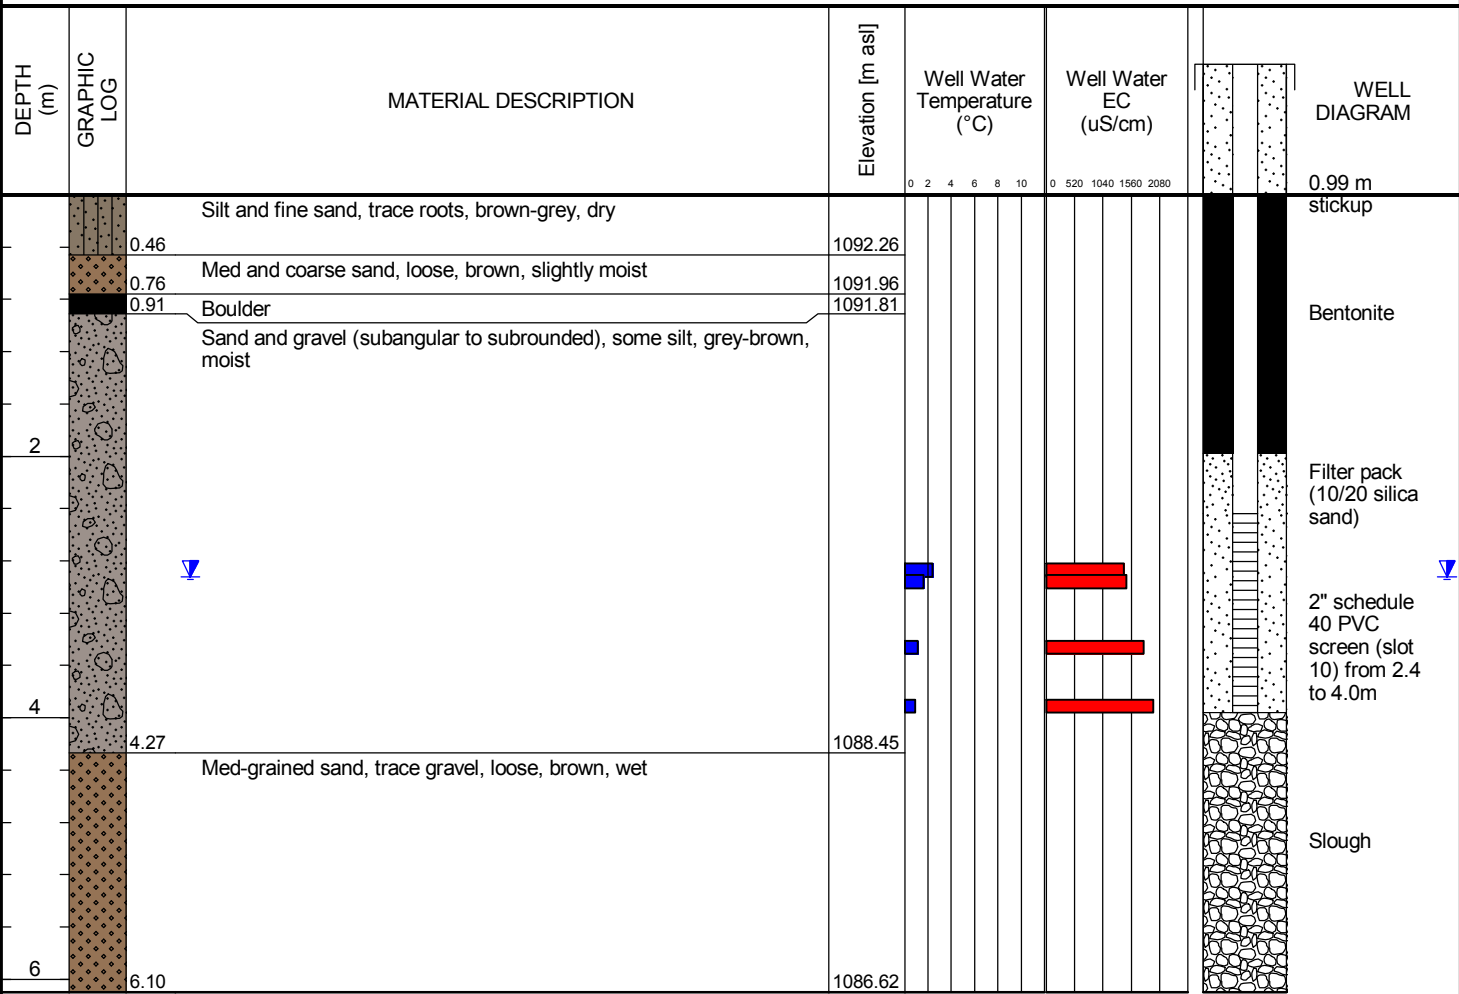 DEPTH
(m)
GRAPHIC
LOG
MATERIAL DESCRIPTION
Elevation [m asl]
Well Water
Temperature
(°C)
0 2 4 6 8 10
Well Water
EC
(uS/cm)
0 520 1040 1560 2080
WELL
DIAGRAM
0.99 m
stickup
Silt and fine sand, trace roots, brown-grey, dry
0.46
1092.26
Med and coarse sand, loose, brown, slightly moist
0.76
1091.96
0.91
Boulder
1091.81
Bentonite
Sand and gravel (subangular to subrounded), some silt, grey-brown,
moist
2
Filter pack
(10/20 silica
sand)
2" schedule
40 PVC
screen (slot
10) from 2.4
to 4.0m
4
4.27
1088.45
Med-grained sand, trace gravel, loose, brown, wet
Slough
6
6.10
1086.62